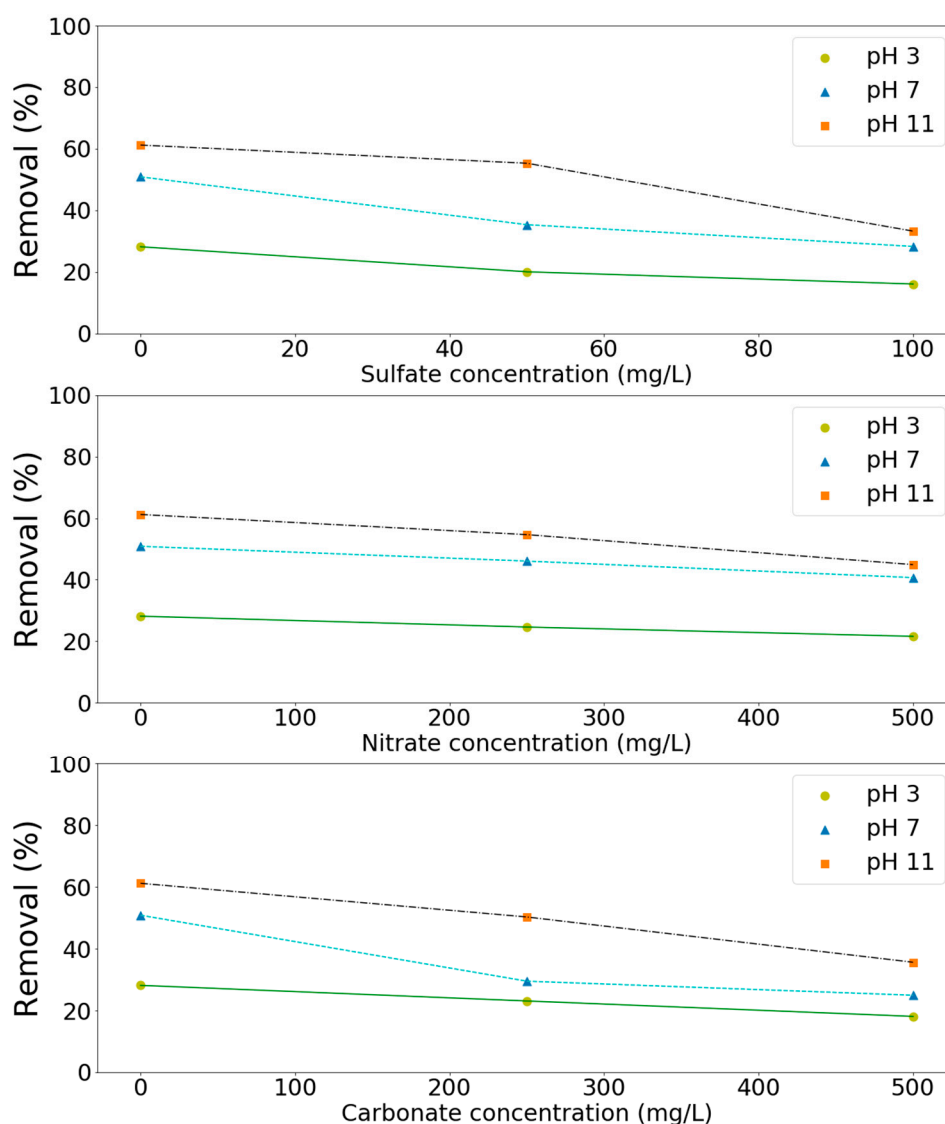 Removal (%)
100
80
60
40
20
0
pH 3
pH 7
pH 11
0 20 40 60 80 100
Sulfate concentration (mg/L)
Removal (%)
100
80
60
40
20
0
pH 3
pH 7
pH 11
0 100 200 300 400 500
Nitrate concentration (mg/L)
Removal (%)
100
80
60
40
20
0
pH 3
pH 7
pH 11
0 100 200 300 400 500
Carbonate concentration (mg/L)